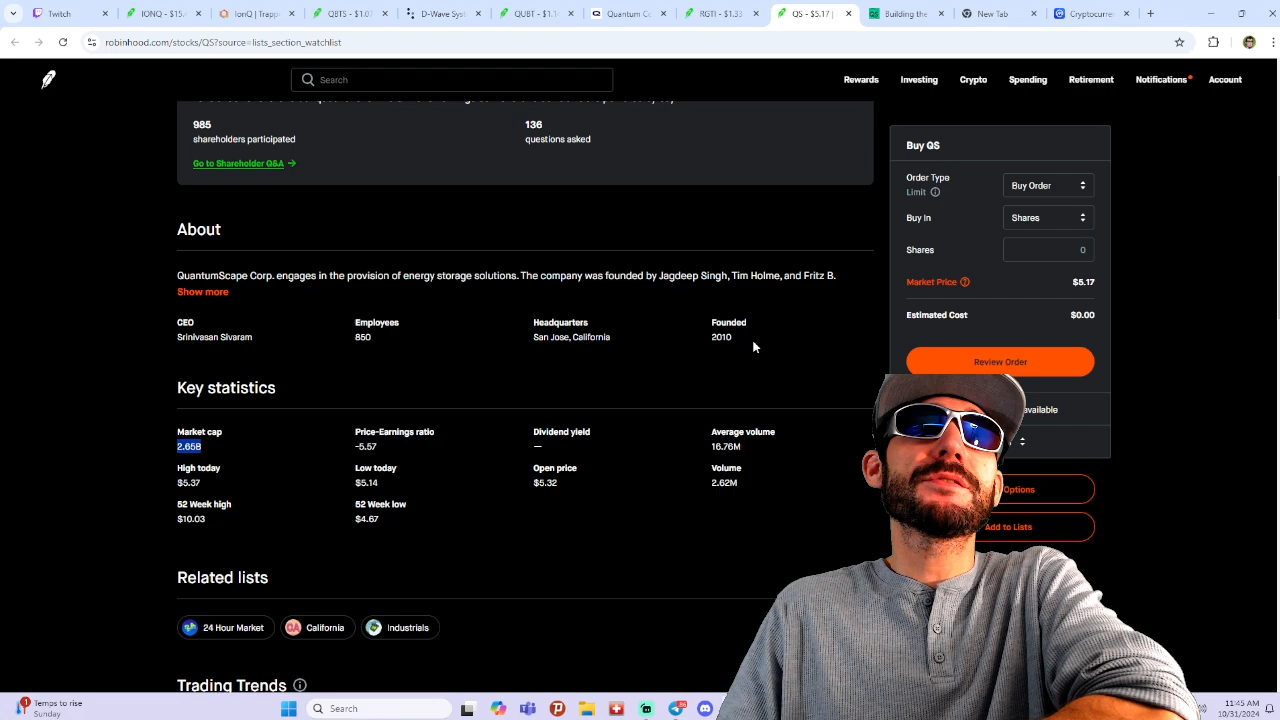 IONQ -
IonQ | Trapp
QBTS - $1.07
D-Wave Syst
QUBT - $1.1
Quantum Co
RGTI - $1.33
QS - $5.17 |
Building the
New Tab
Cryptocurre
robinhood.com/stocks/QS?source=lists_section_watchlist
Search
Rewards
Investing
Crypto
Spending
Retirement
Notifications
Account
985
shareholders participated
136
questions asked
Go to Shareholder Q&A →
About
QuantumScape Corp. engages in the provision of energy storage solutions. The company was founded by Jagdeep Singh, Tim Holme, and Fritz B.
Show more
CEO
Srinivasan Sivaram
Employees
850
Headquarters
San Jose, California
Founded
2010
Key statistics
Market cap
2.65B
Price-Earnings ratio
-5.57
Dividend yield
—
Average volume
16.76M
High today
$5.37
Low today
$5.14
Open price
$5.32
Volume
2.62M
52 Week high
$10.03
52 Week low
$4.67
Related lists
24 Hour Market
California
Industrials
Trading Trends
Buy QS
Order Type
Limit
Buy Order
Buy In
Shares
Shares
0
Market Price
$5.17
Estimated Cost
$0.00
Review Order
available
Options
Add to Lists
1
Temps to rise
Sunday
Search
11:45 AM
10/31/2024